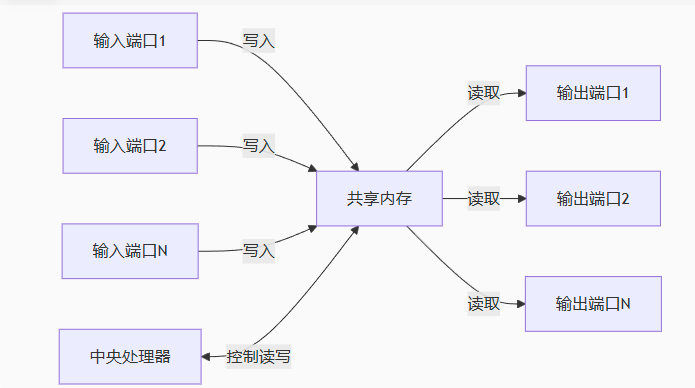 输入端口1
写入
输入端口2
写入
输入端口N
写入
中央处理器
控制读写
共享内存
读取
输出端口1
读取
输出端口2
读取
输出端口N